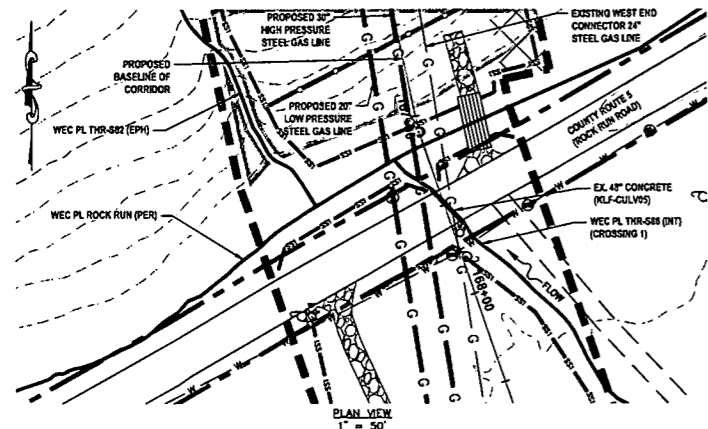 PROPOSED 30"
HIGH PRESSURE
STEEL GAS LINE
EXISTING WEST END
CONNECTOR 24"
STEEL GAS LINE
PROPOSED
BASELINE OF
CORRIDOR
PROPOSED 20"
LOW PRESSURE
STEEL GAS LINE
WEC PL THR-S82 (EPH)
COUNTY ROUTE 5
(ROCK RUN ROAD)
EX. 48" CONCRETE
(KLF-CULV05)
WEC PL ROCK RUN (PER)
WEC PL THR-S86 (INT)
(CROSSING 1)
FLOW
68+00
PLAN VIEW
1" = 50'